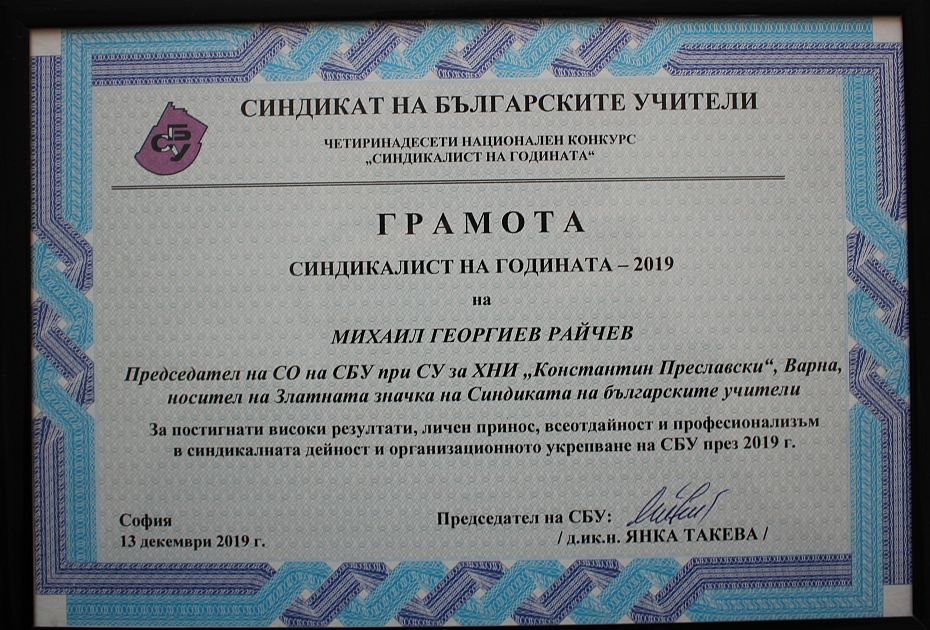 СИНДИКАТ НА БЪЛГАРСКИТЕ УЧИТЕЛИ
СБУ
ЧЕТИРИНАДЕСЕТИ НАЦИОНАЛЕН КОНКУРС
„СИНДИКАЛИСТ НА ГОДИНАТА“
ГРАМОТА
СИНДИКАЛИСТ НА ГОДИНАТА – 2019
на
МИХАИЛ ГЕОРГИЕВ РАЙЧЕВ
Председател на СО на СБУ при СУ за ХНИ „Константин Преславски“, Варна,
носител на Златната значка на Синдиката на българските учители
За постигнати високи резултати, личен принос, всеотдайност и професионализъм
в синдикалната дейност и организационното укрепване на СБУ през 2019 г.
София
13 декември 2019 г.
Председател на СБУ:
/ д.ик.н. ЯНКА ТАКЕВА /